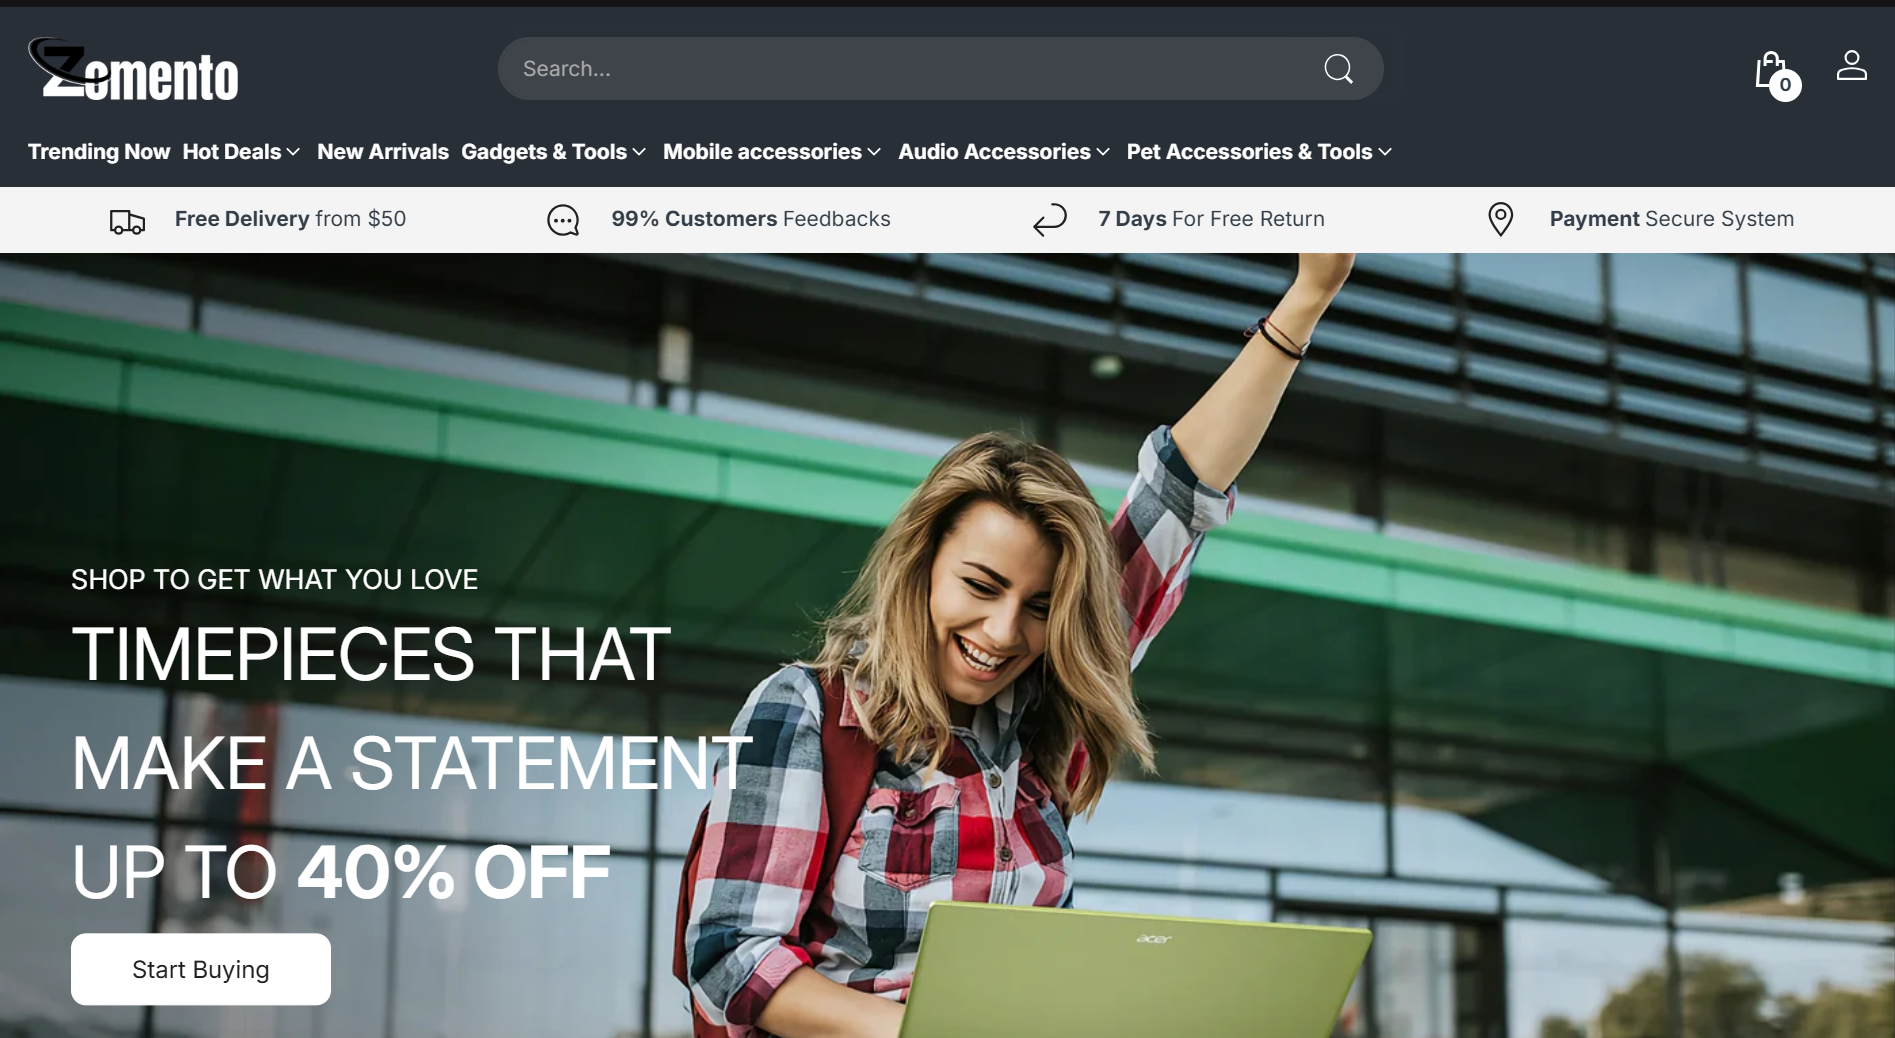 Zomento
Search...
0
Trending Now Hot Deals New Arrivals Gadgets & Tools Mobile accessories Audio Accessories Pet Accessories & Tools
Free Delivery from $50 99% Customers Feedbacks 7 Days For Free Return Payment Secure System
SHOP TO GET WHAT YOU LOVE
TIMEPIECES THAT
MAKE A STATEMENT
UP TO 40% OFF
Start Buying
acer